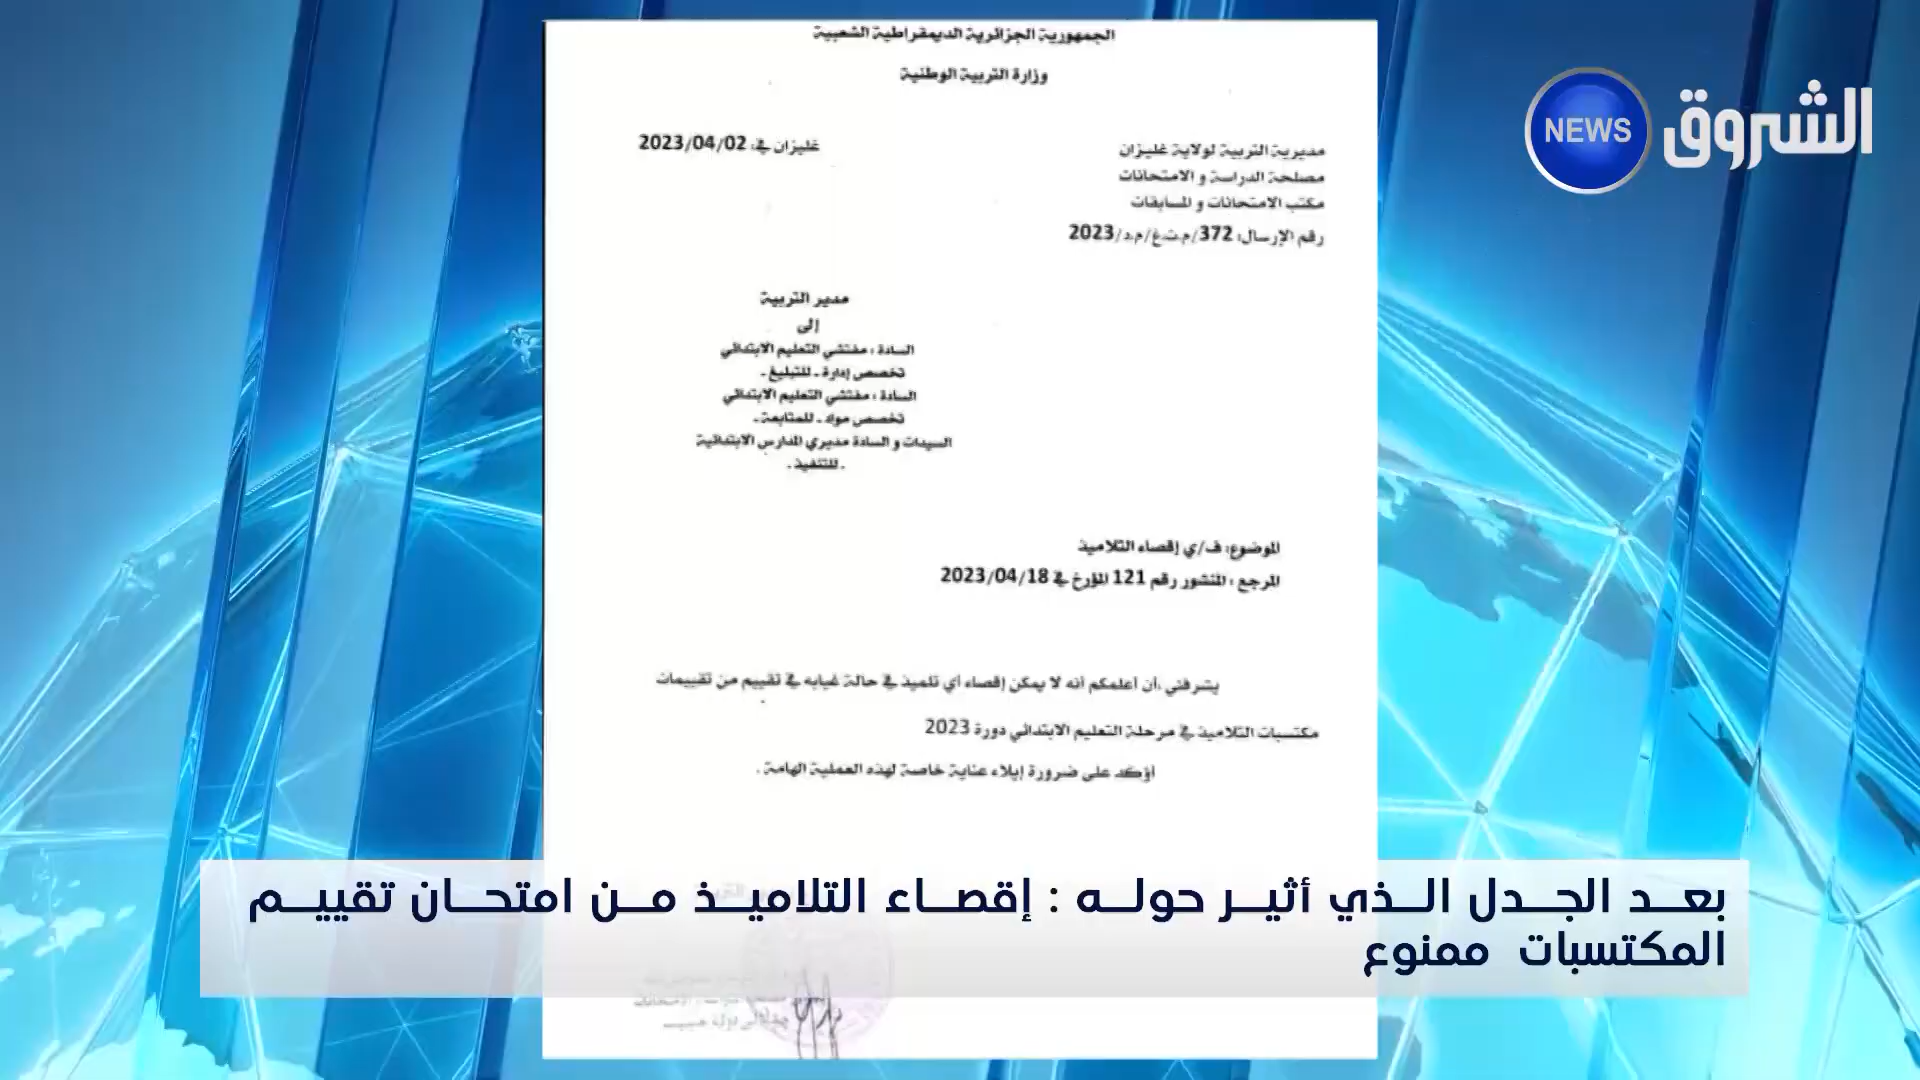 الجمهورية الجزائرية الديمقراطية الشعبية
وزارة التربية الوطنية
الشروق NEWS
مديرية التربية لولاية غليزان
غليزان في: 2023/04/02
مصلحة الدراسة و الامتحانات
مكتب الامتحانات و المسابقات
رقم الإرسال: 372/م.ت.غ/م.د/2023
مدير التربية
إلى
السادة : مفتشي التعليم الابتدائي
تخصص إدارة ـ للتبليغ ـ
السادة : مفتشي التعليم الابتدائي
تخصص مواد ـ للمتابعة ـ
السيدات و السادة مديري المدارس الابتدائية
ـ للتنفيذ ـ
الموضوع: ف/ي إقصاء التلاميذ
المرجع : المنشور رقم 121 المؤرخ في 2023/04/18
يشرفني ،أن أعلمكم أنه لا يمكن إقصاء أي تلميذ في حالة غيابه في تقييم من تقييمات
مكتسبات التلاميذ في مرحلة التعليم الابتدائي دورة 2023
أؤكد على ضرورة إيلاء عناية خاصة لهذه العملية الهامة .
بعد الجدل الذي أثير حوله : إقصاء التلاميذ من امتحان تقييم
المكتسبات ممنوع